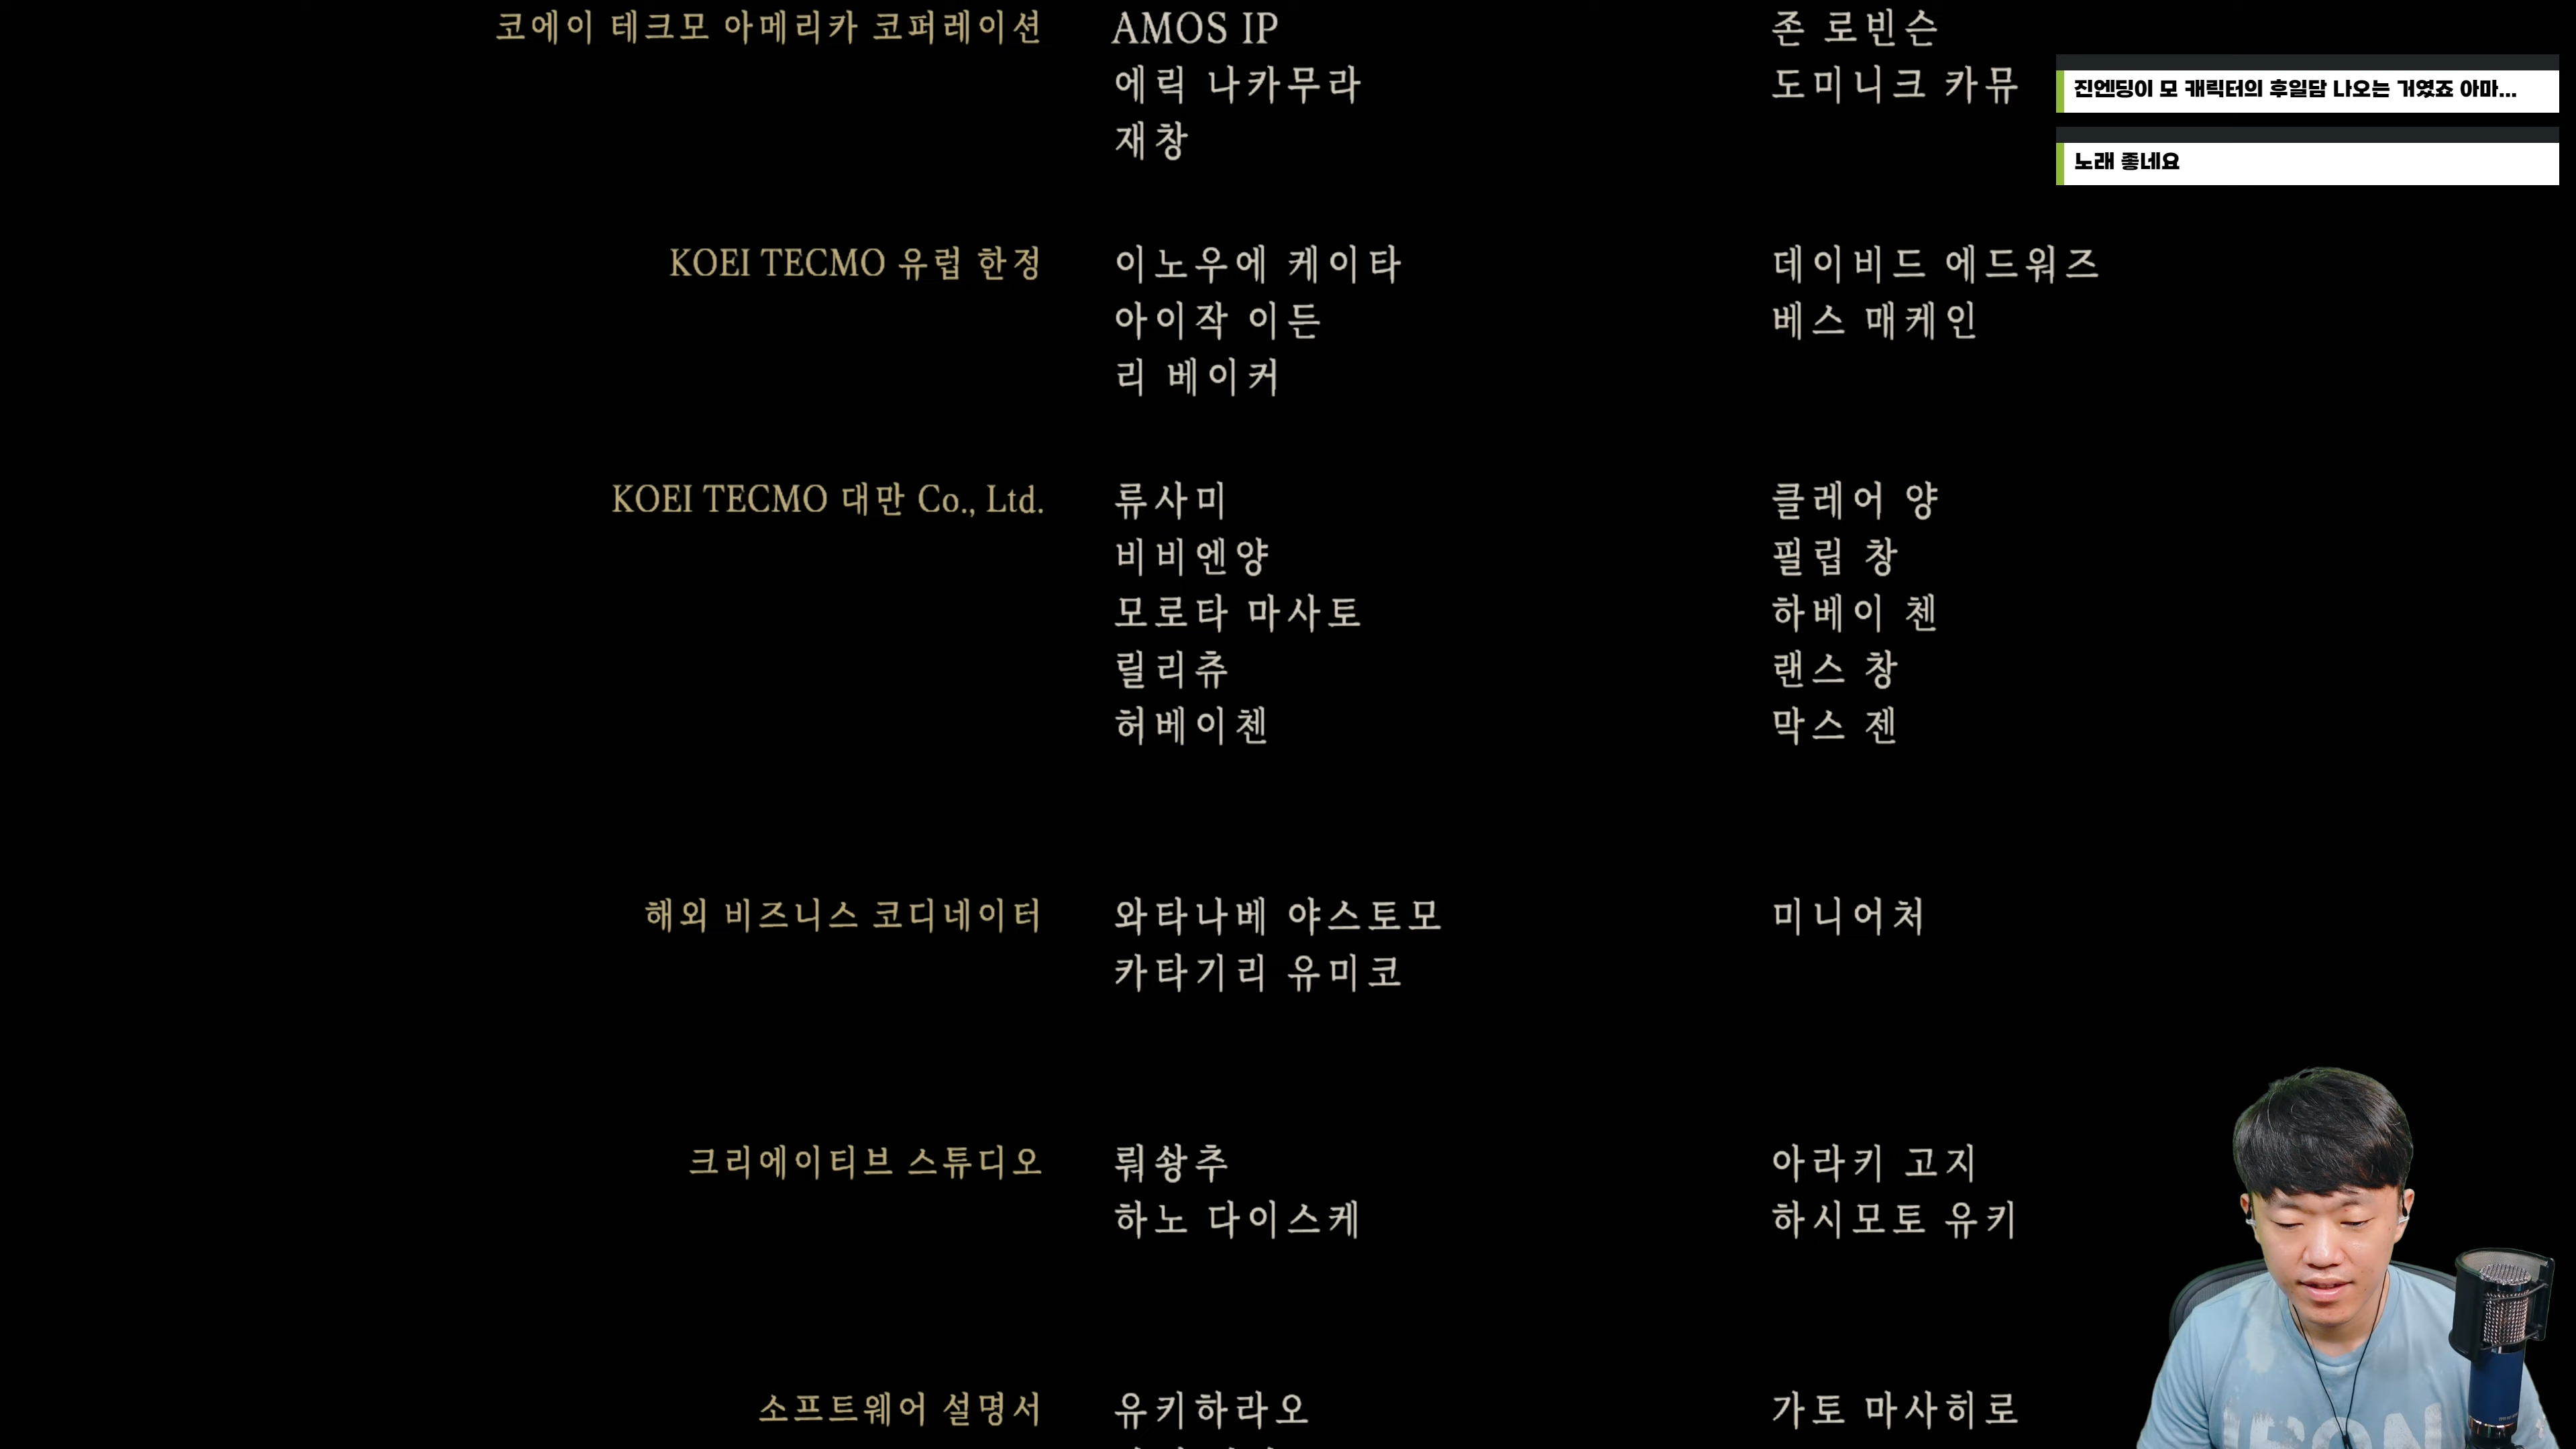 코에이 테크모 아메리카 코퍼레이션 AMOS IP 존 로빈슨
에릭 나카무라 도미니크 카뮤
재창
진엔딩이 모 캐릭터의 후일담 나오는 거였죠 아마...
노래 좋네요
KOEI TECMO 유럽 한정 이노우에 케이타 데이비드 에드워즈
아이작 이든 베스 매케인
리 베이커
KOEI TECMO 대만 Co., Ltd. 류사미 클레어 양
비비엔양 필립 창
모로타 마사토 하베이 첸
릴리츄 랜스 창
허베이첸 막스 젠
해외 비즈니스 코디네이터 와타나베 야스토모 미니어처
카타기리 유미코
크리에이티브 스튜디오 뤄솽추 아라키 고지
하노 다이스케 하시모토 유키
소프트웨어 설명서 유키하라오 가토 마사히로